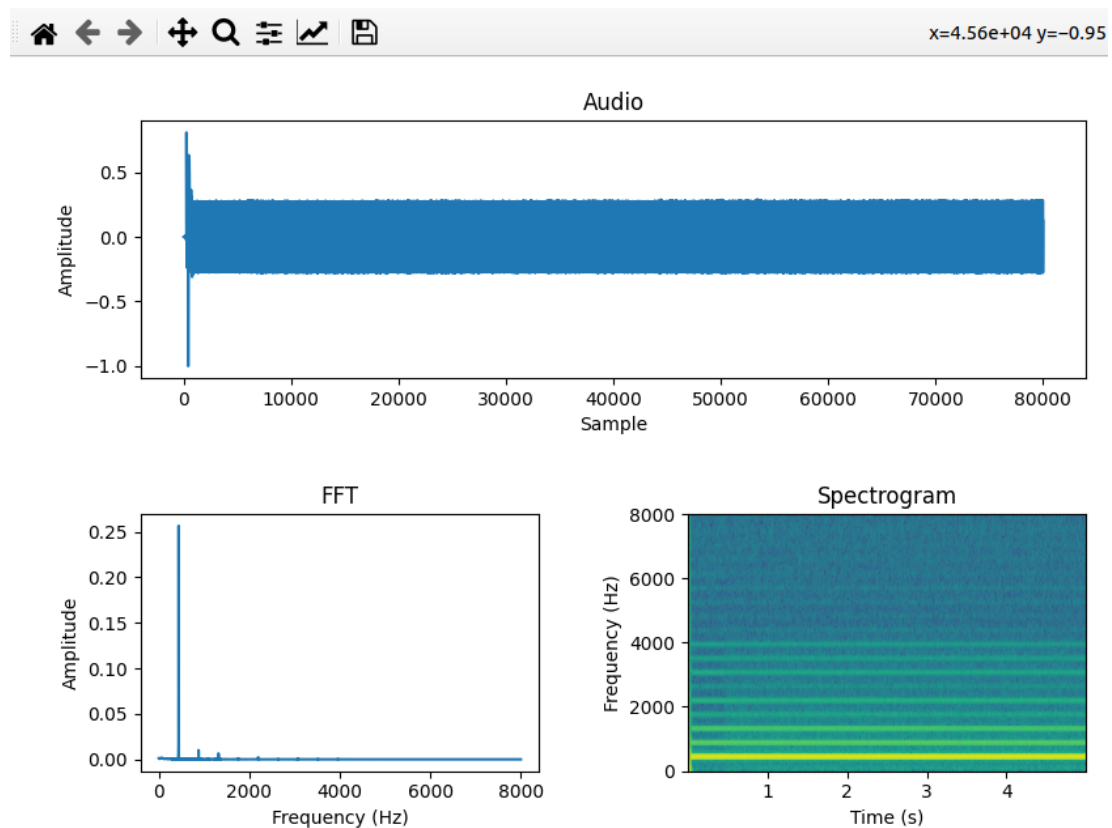 x=4.56e+04 y=−0.95
Audio
Amplitude
0.5
0.0
−0.5
−1.0
0 10000 20000 30000 40000 50000 60000 70000 80000
Sample
FFT
Amplitude
0.25
0.20
0.15
0.10
0.05
0.00
0 2000 4000 6000 8000
Frequency (Hz)
Spectrogram
Frequency (Hz)
8000
6000
4000
2000
0
1 2 3 4
Time (s)